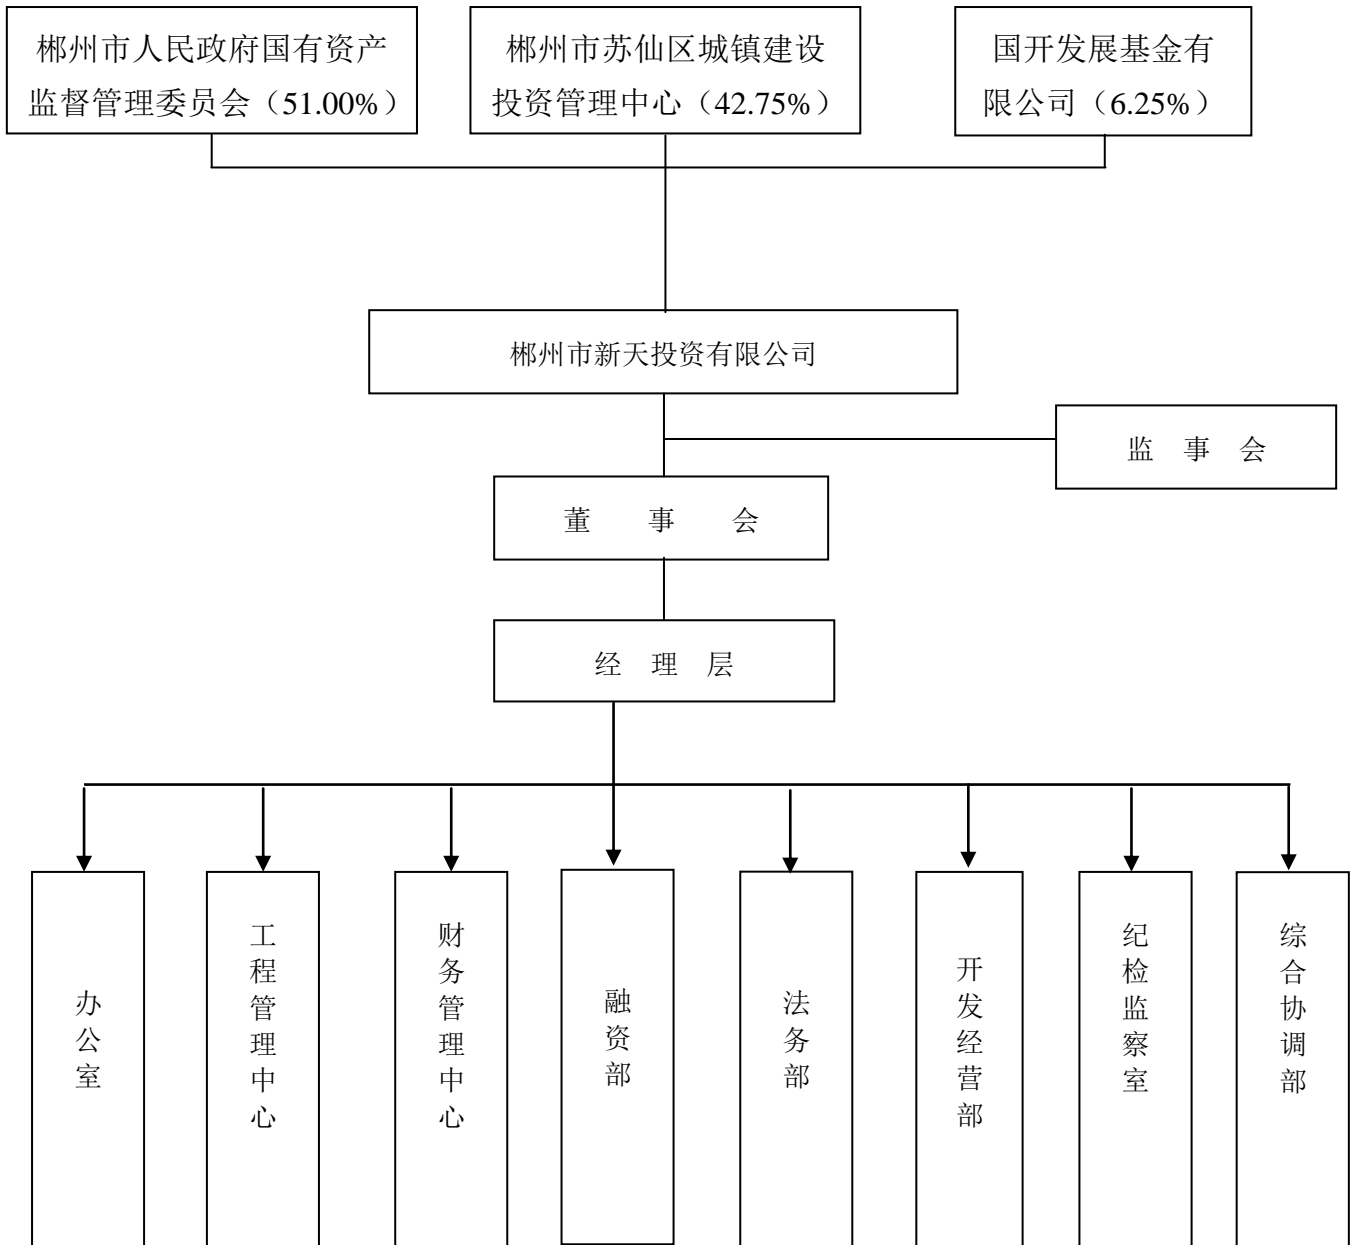 郴州市人民政府国有资产
监督管理委员会（51.00%）
郴州市苏仙区城镇建设
投资管理中心（42.75%）
国开发展基金有
限公司（6.25%）
郴州市新天投资有限公司
监 事 会
董 事 会
经 理 层
办公室
工程管理中心
财务管理中心
融资部
法务部
开发经营部
纪检监察室
综合协调部